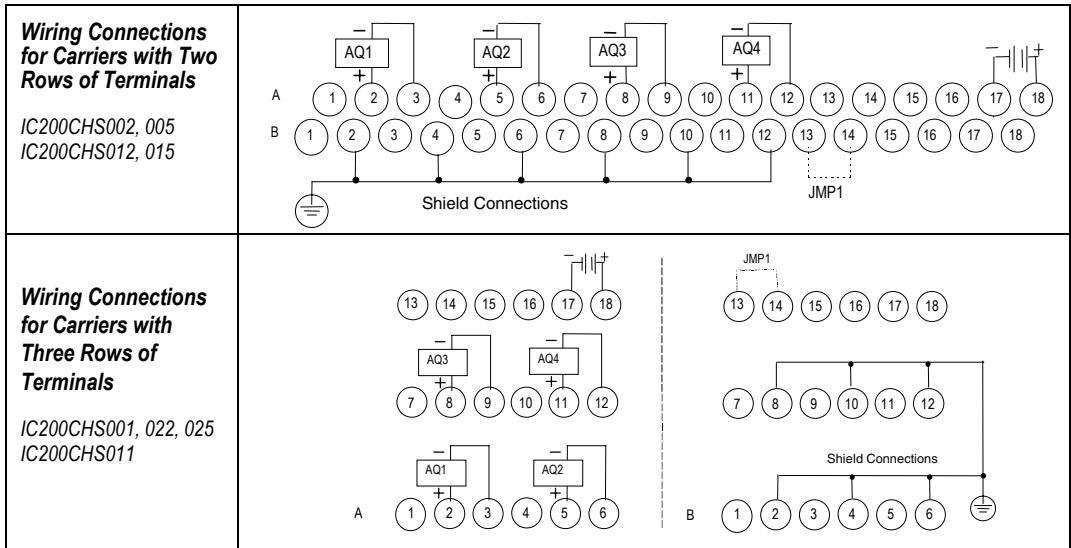 Wiring Connections
for Carriers with Two
Rows of Terminals
IC200CHS002, 005
IC200CHS012, 015
− − − −
AQ1 AQ2 AQ3 AQ4 − +
+ + + +
A 1 2 3 4 5 6 7 8 9 10 11 12 13 14 15 16 17 18
B 1 2 3 4 5 6 7 8 9 10 11 12 13 14 15 16 17 18
Shield Connections
JMP1
Wiring Connections
for Carriers with
Three Rows of
Terminals
IC200CHS001, 022, 025
IC200CHS011
− +
13 14 15 16 17 18
− −
AQ3 AQ4
+ +
7 8 9 10 11 12
− −
AQ1 AQ2
+ +
A 1 2 3 4 5 6
JMP1
13 14 15 16 17 18
7 8 9 10 11 12
Shield Connections
B 1 2 3 4 5 6